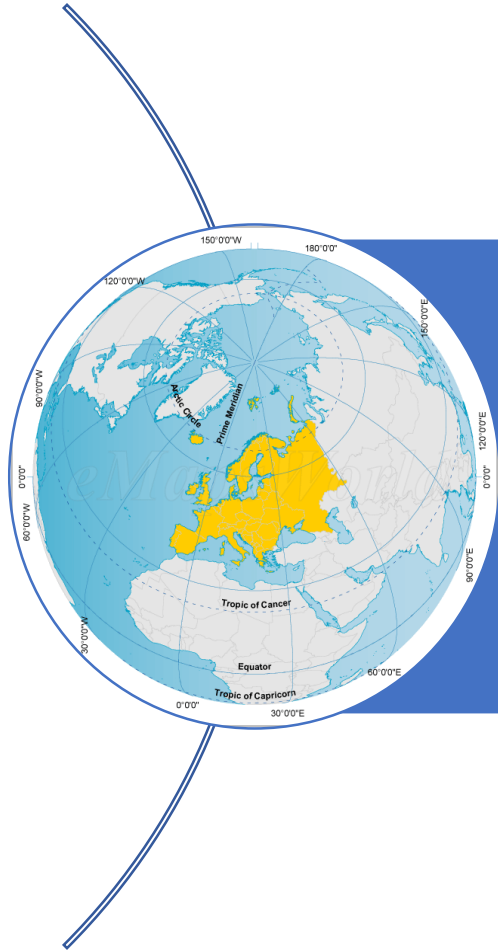 150°0'0"W
180°0'0"
120°0'0"W
150°0'0"E
90°0'0"W
Arctic Circle
Prime Meridian
120°0'0"E
0°0'0"
0°0'0"
eMapsWorld
60°0'0"W
90°0'0"E
Tropic of Cancer
30°0'0"W
Equator
60°0'0"E
Tropic of Capricorn
0°0'0"
30°0'0"E